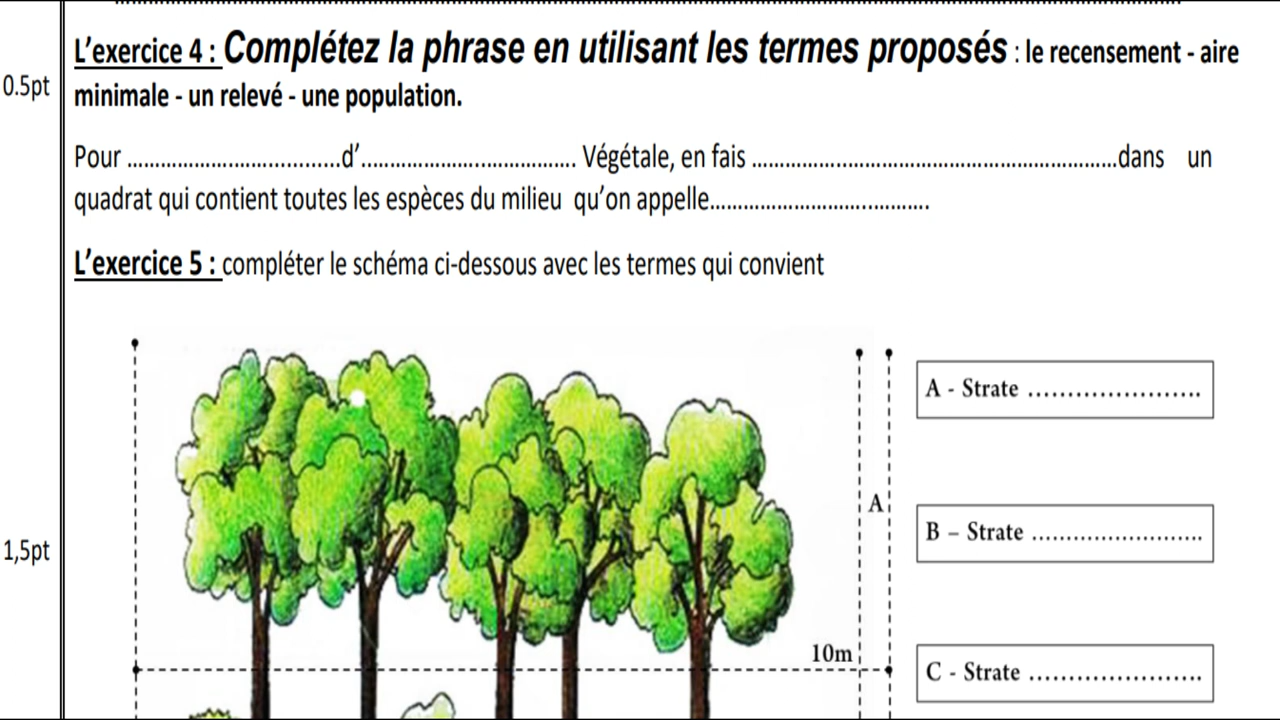 L'exercice 4 : Complétez la phrase en utilisant les termes proposés : le recensement - aire
0.5pt
minimale - un relevé - une population.
Pour ....................................d'.................................... Végétale, en fais ..............................................................dans un
quadrat qui contient toutes les espèces du milieu qu'on appelle.....................................
L'exercice 5 : compléter le schéma ci-dessous avec les termes qui convient
A - Strate ......................
A
B – Strate ......................
1,5pt
10m
C - Strate ......................